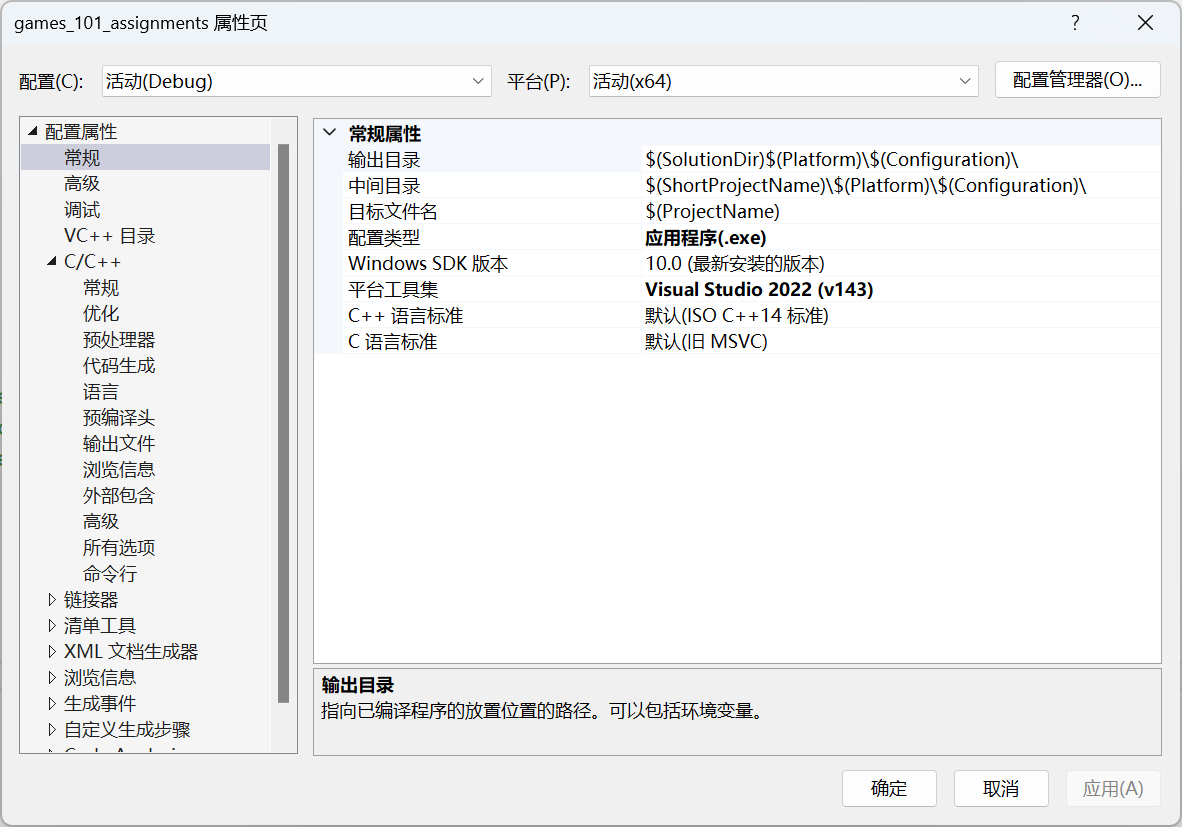 games_101_assignments 属性页
?
配置(C): 活动(Debug) 平台(P): 活动(x64) 配置管理器(O)...
配置属性
常规
高级
调试
VC++ 目录
C/C++
常规
优化
预处理器
代码生成
语言
预编译头
输出文件
浏览信息
外部包含
高级
所有选项
命令行
链接器
清单工具
XML 文档生成器
浏览信息
生成事件
自定义生成步骤
常规属性
输出目录 $(SolutionDir)$(Platform)\$(Configuration)\
中间目录 $(ShortProjectName)\$(Platform)\$(Configuration)\
目标文件名 $(ProjectName)
配置类型 应用程序(.exe)
Windows SDK 版本 10.0 (最新安装的版本)
平台工具集 Visual Studio 2022 (v143)
C++ 语言标准 默认(ISO C++14 标准)
C 语言标准 默认(旧 MSVC)
输出目录
指向已编译程序的放置位置的路径。可以包括环境变量。
确定 取消 应用(A)